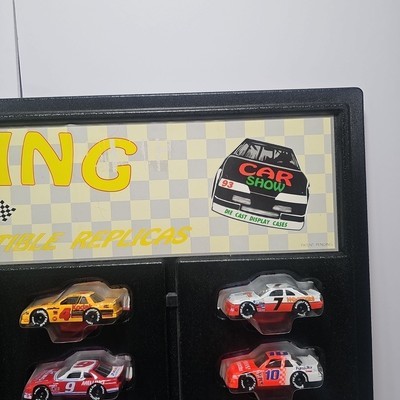 ING
CAR
SHOW
93
DIE CAST DISPLAY CASES
TIBLE REPLICAS
4
7
9
10